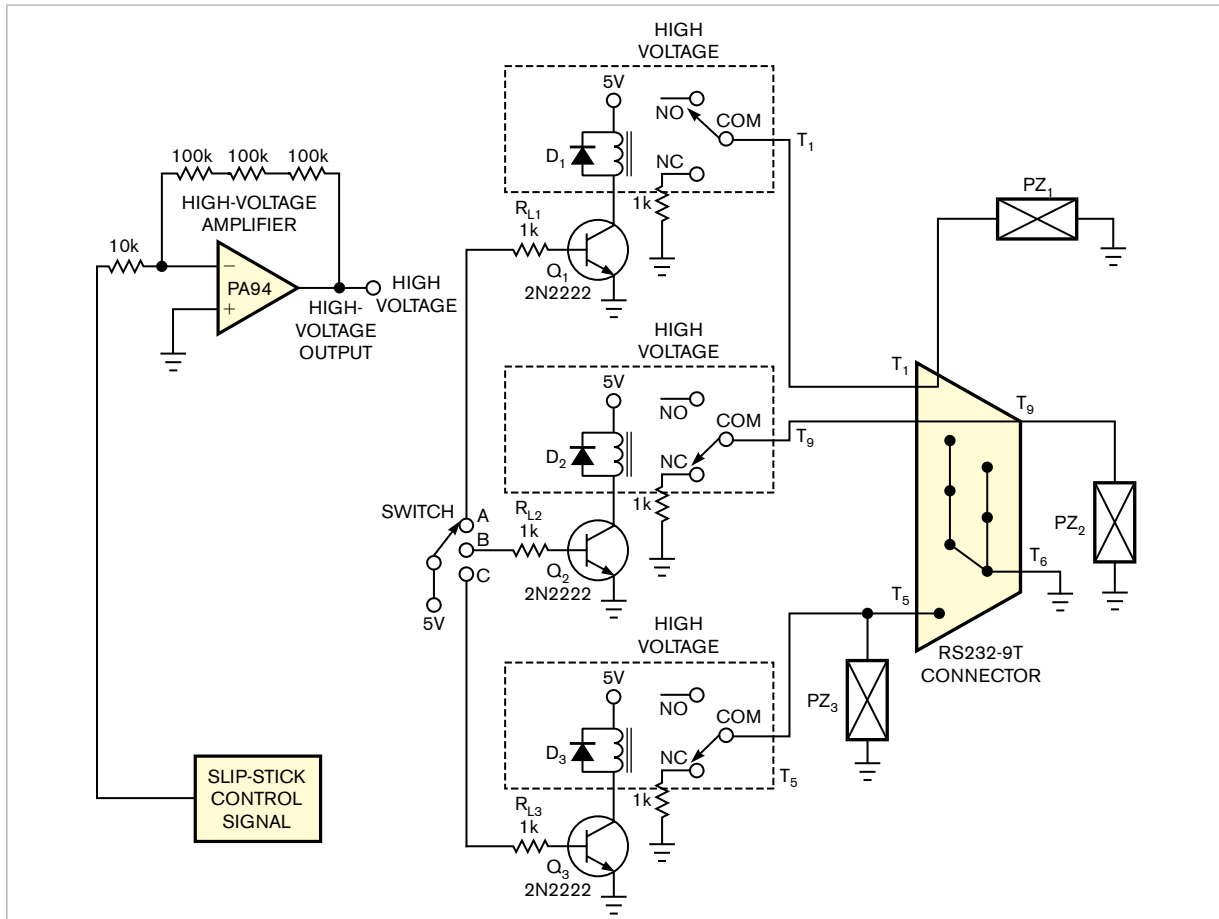 100k 100k 100k
HIGH-VOLTAGE
AMPLIFIER
10k
−
PA94
+
HIGH
VOLTAGE
HIGH-
VOLTAGE
OUTPUT
SLIP-STICK
CONTROL
SIGNAL
SWITCH
A
B
C
5V
HIGH
VOLTAGE
5V
NO
COM
D1
NC
1k
T1
RL1
1k
Q1
2N2222
HIGH
VOLTAGE
5V
NO
COM
D2
NC
1k
T9
RL2
1k
Q2
2N2222
HIGH
VOLTAGE
5V
NO
COM
D3
NC
1k
T5
RL3
1k
Q3
2N2222
PZ1
T1
T9
PZ2
T6
T5
RS232-9T
CONNECTOR
PZ3